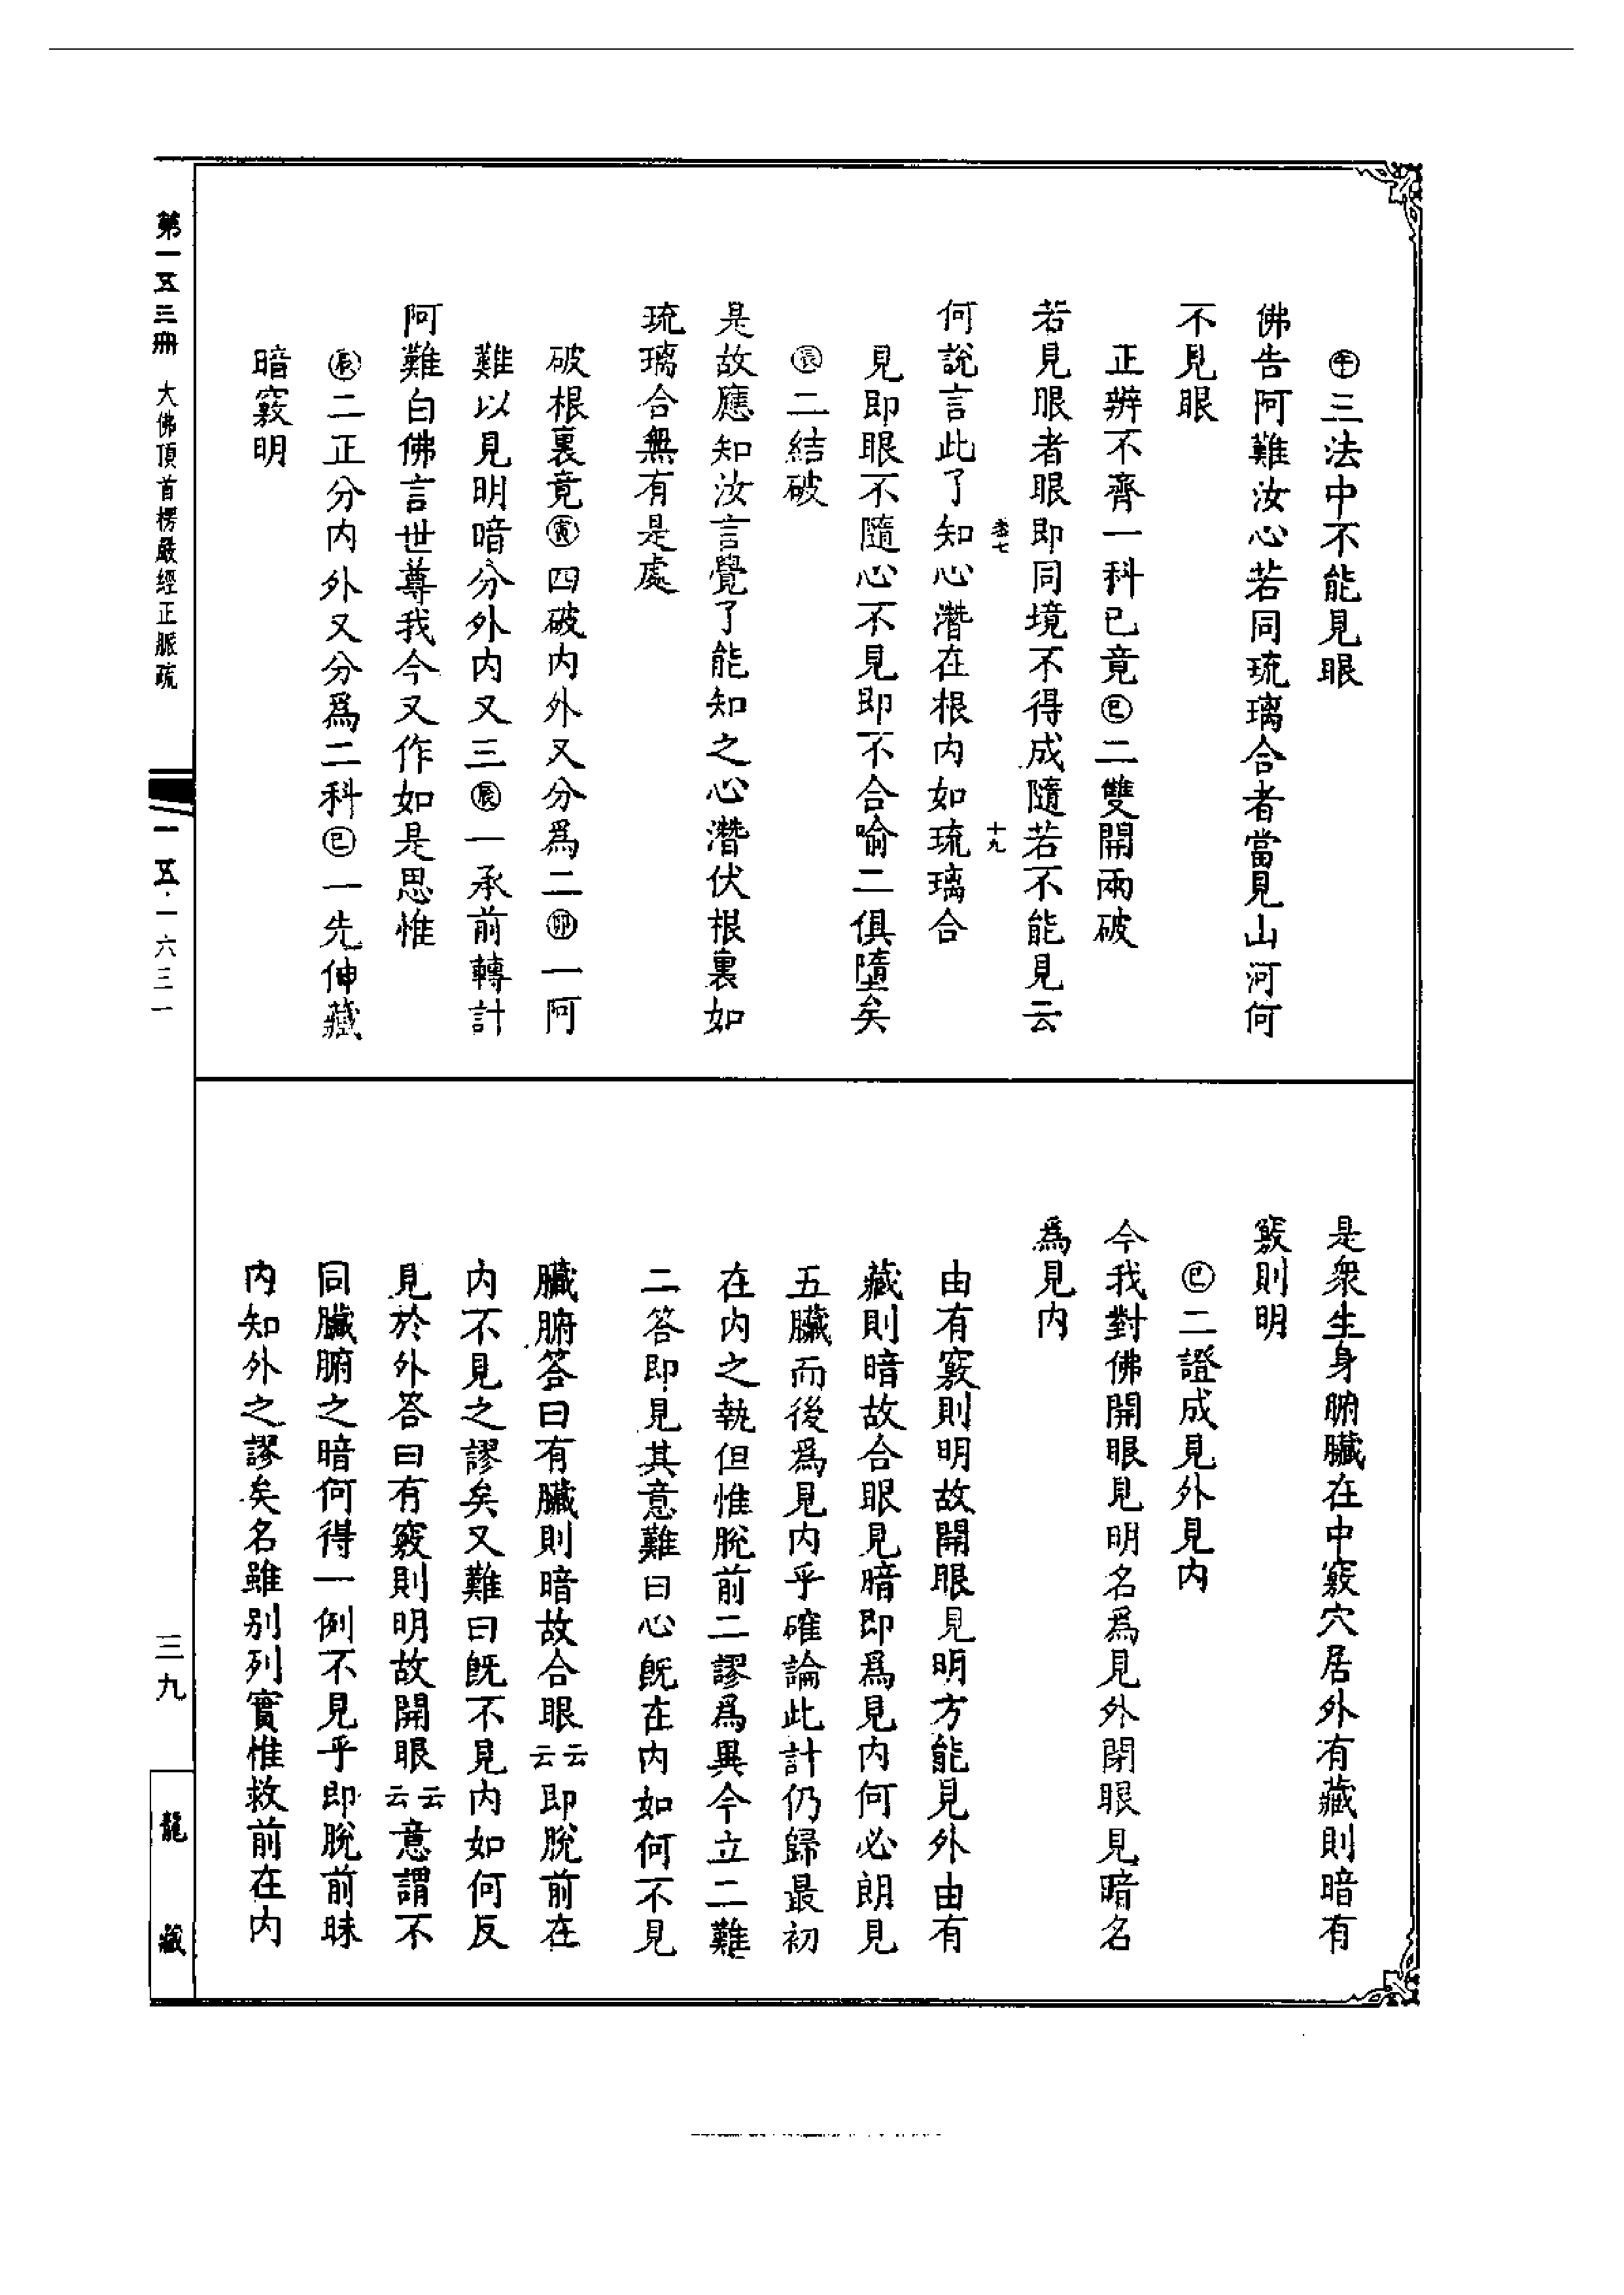 ㊌三法中不能見眼
佛告阿難汝心若同琉璃合者當見山河何
不見眼
正辨不齊一科已竟㊁二雙開兩破
若見眼者眼即同境不得成隨若不能見云
卷七
十九
何說言此了知心潛在根內如琉璃合
見即眼不隨心不見即不合喻二俱墮矣
辰二結破
是故應知汝言覺了能知之心潛伏根裏如
琉璃合無有是處
破根裏竟寅四破內外又分爲二卯一阿
難以見明暗分外內又三辰一承前轉計
阿難白佛言世尊我今又作如是思惟
辰二正分內外又分爲二科巳一先伸藏
暗竅明
是衆生身腑臟在中竅穴居外有藏則暗有
竅則明
巳二證成見外見內
今我對佛開眼見明名爲見外閉眼見暗名
爲見內
由有竅則明故開眼見明方能見外由有
藏則暗故合眼見暗即爲見內何必朗見
五臟而後爲見內乎確論此計仍歸最初
在內之執但惟脫前二謬爲異今立二難
二答即見其意難曰心既在內如何不見
臟腑答曰有臟則暗故合眼云云即脫前在
內不見之謬矣又難曰既不見內如何反
見於外答曰有竅則明故開眼云云意謂不
同臟腑之暗何得一例不見乎即脫前昧
內知外之謬矣名雖別列實惟救前在內
第一五三冊 大佛頂首楞嚴經正脈疏 一五·一六三一
三九
龍藏